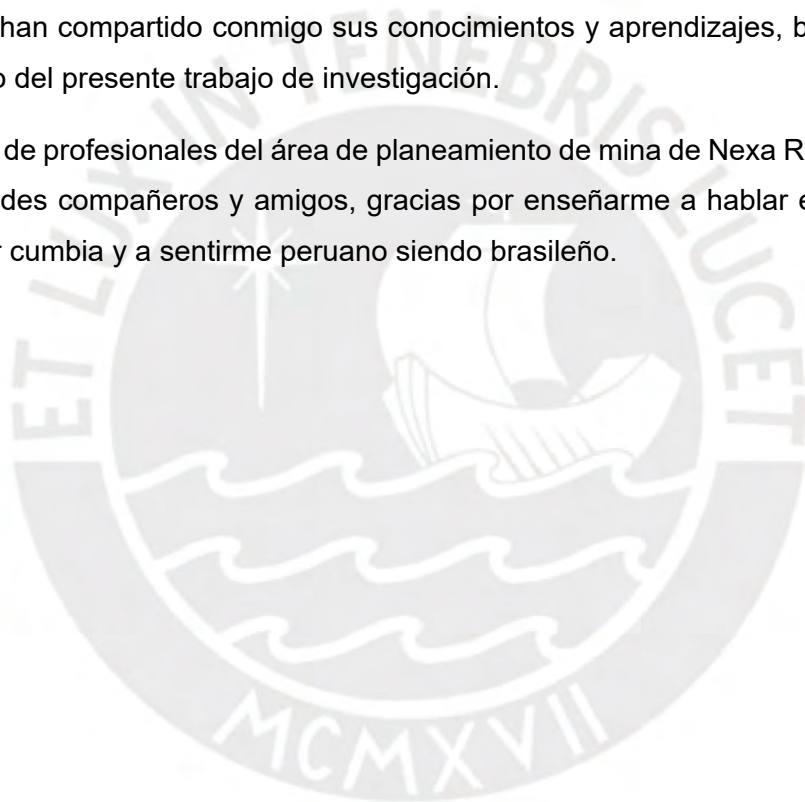 han compartido conmigo sus conocimientos y aprendizajes, b
o del presente trabajo de investigación.
de profesionales del área de planeamiento de mina de Nexa R
des compañeros y amigos, gracias por enseñarme a hablar e
r cumbia y a sentirme peruano siendo brasileño.
ET LUX IN TENEBRIS LUCET
MCMXVII